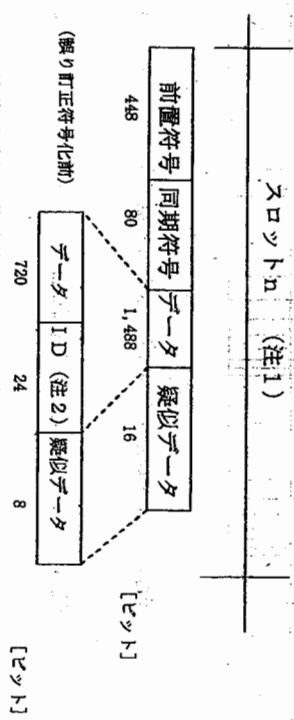 スロットn (注1)
前置符号 同期符号 データ 疑似データ
448 80 1,488 16 [ビット]
(誤り訂正符号化前) データ ID (注2) 疑似データ
720 24 8 [ビット]